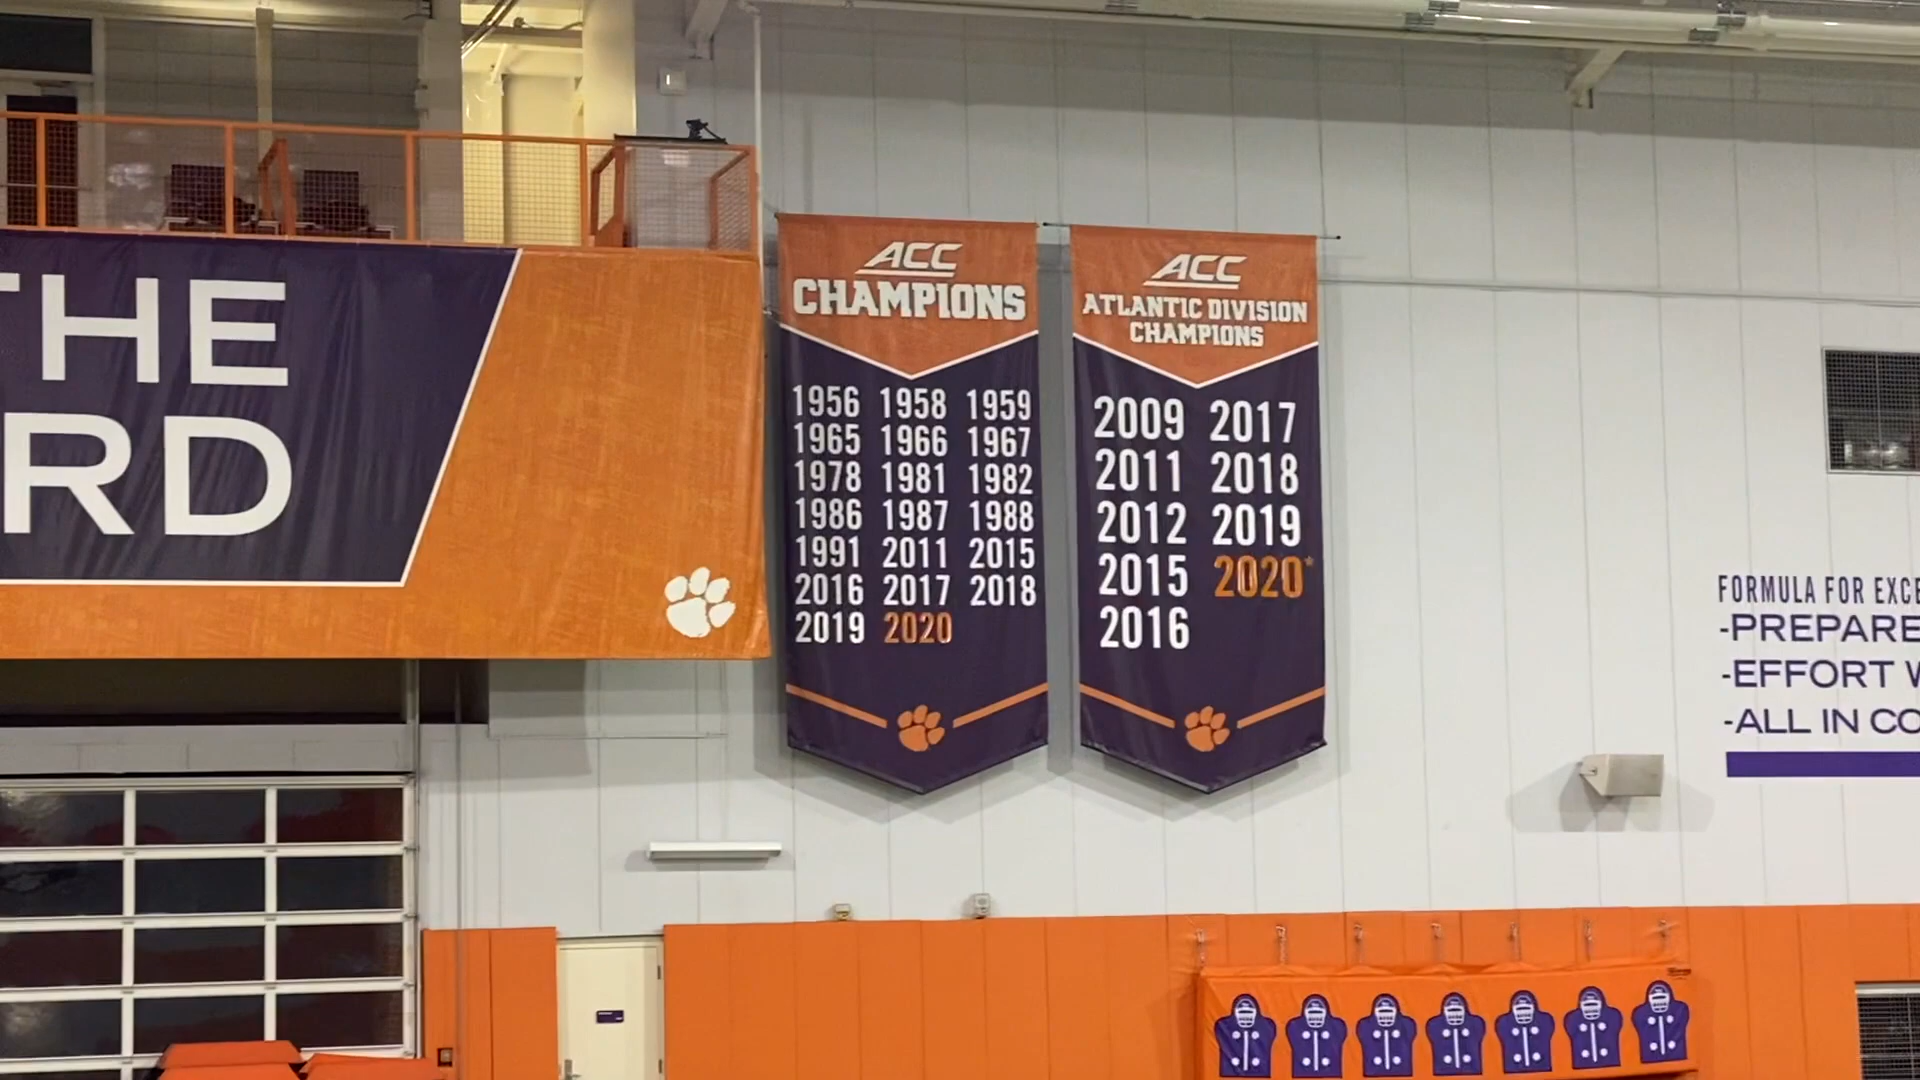 THE
RD
ACC
CHAMPIONS
1956 1958 1959
1965 1966 1967
1978 1981 1982
1986 1987 1988
1991 2011 2015
2016 2017 2018
2019 2020
ACC
ATLANTIC DIVISION
CHAMPIONS
2009 2017
2011 2018
2012 2019
2015 2020*
2016
FORMULA FOR EXCE
-PREPARE
-EFFORT W
-ALL IN CO